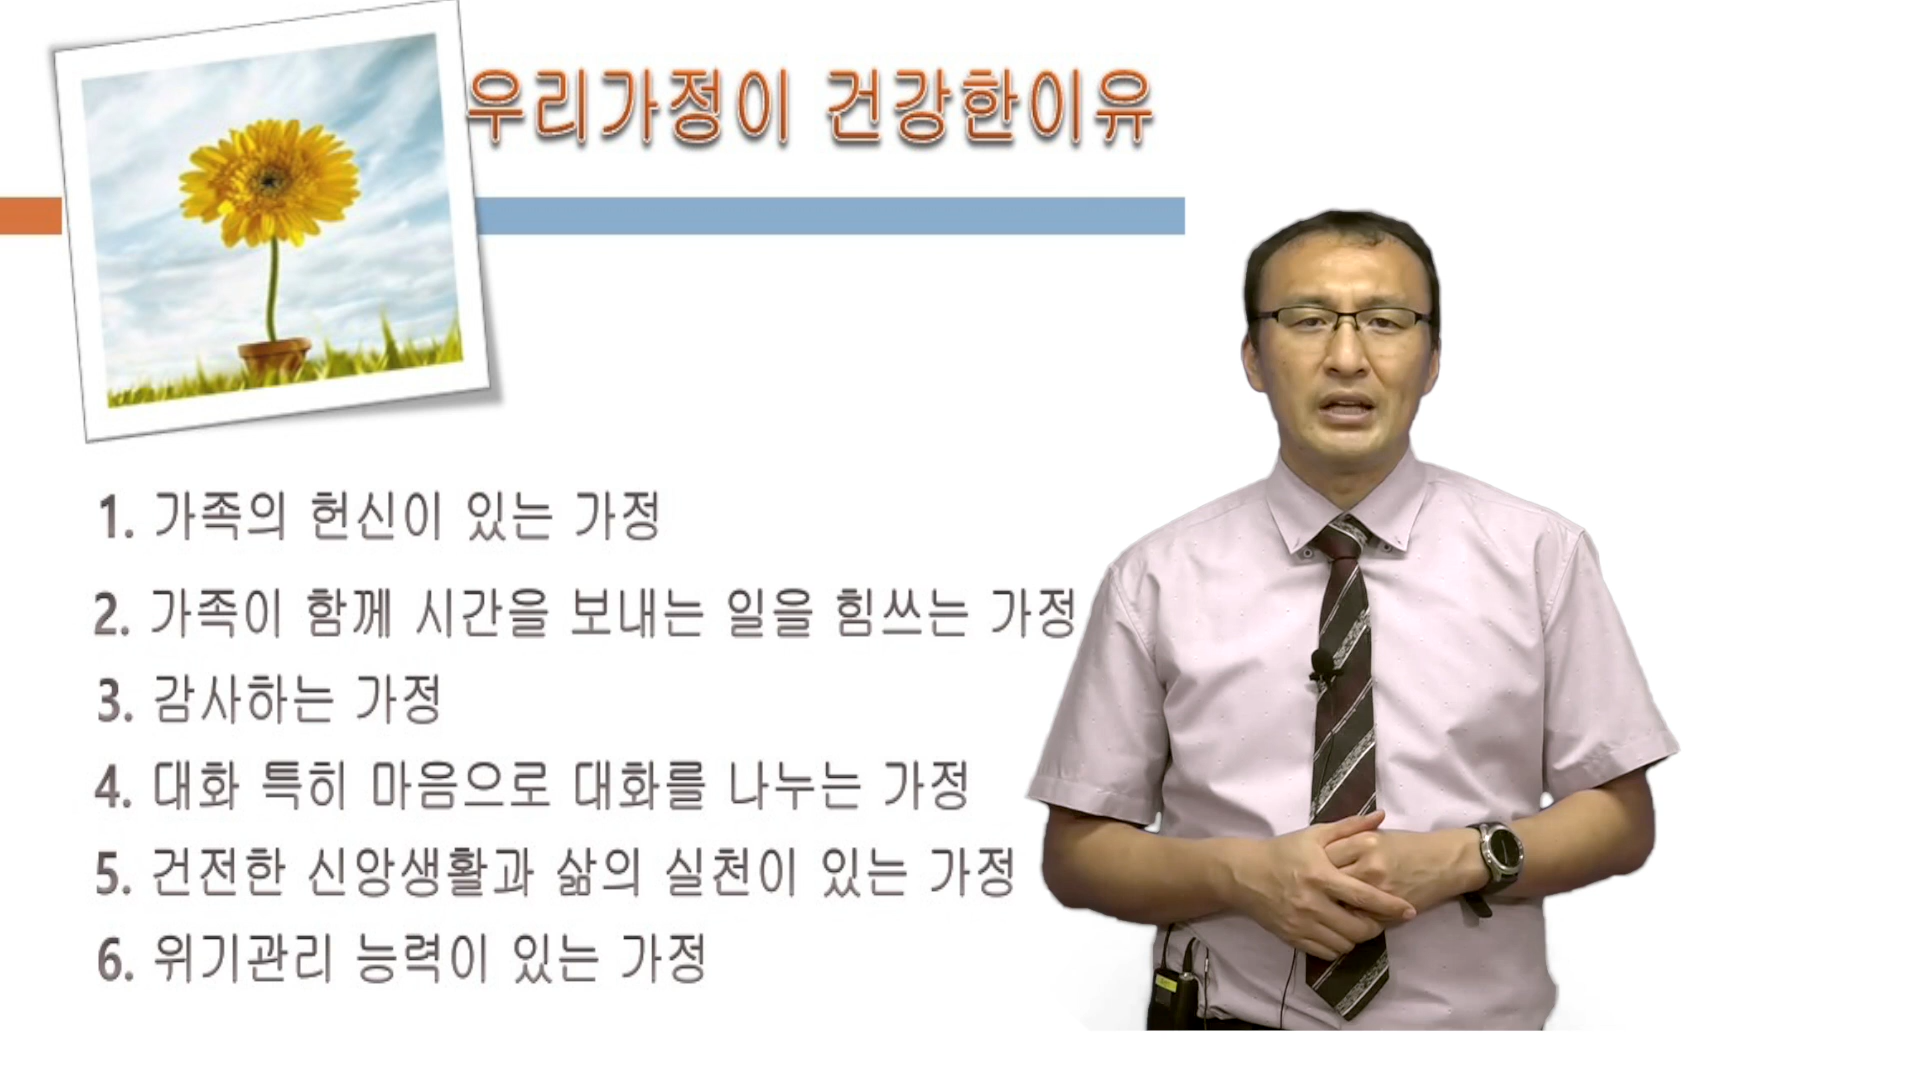 우리가정이 건강한이유
1. 가족의 헌신이 있는 가정
2. 가족이 함께 시간을 보내는 일을 힘쓰는 가정
3. 감사하는 가정
4. 대화 특히 마음으로 대화를 나누는 가정
5. 건전한 신앙생활과 삶의 실천이 있는 가정
6. 위기관리 능력이 있는 가정